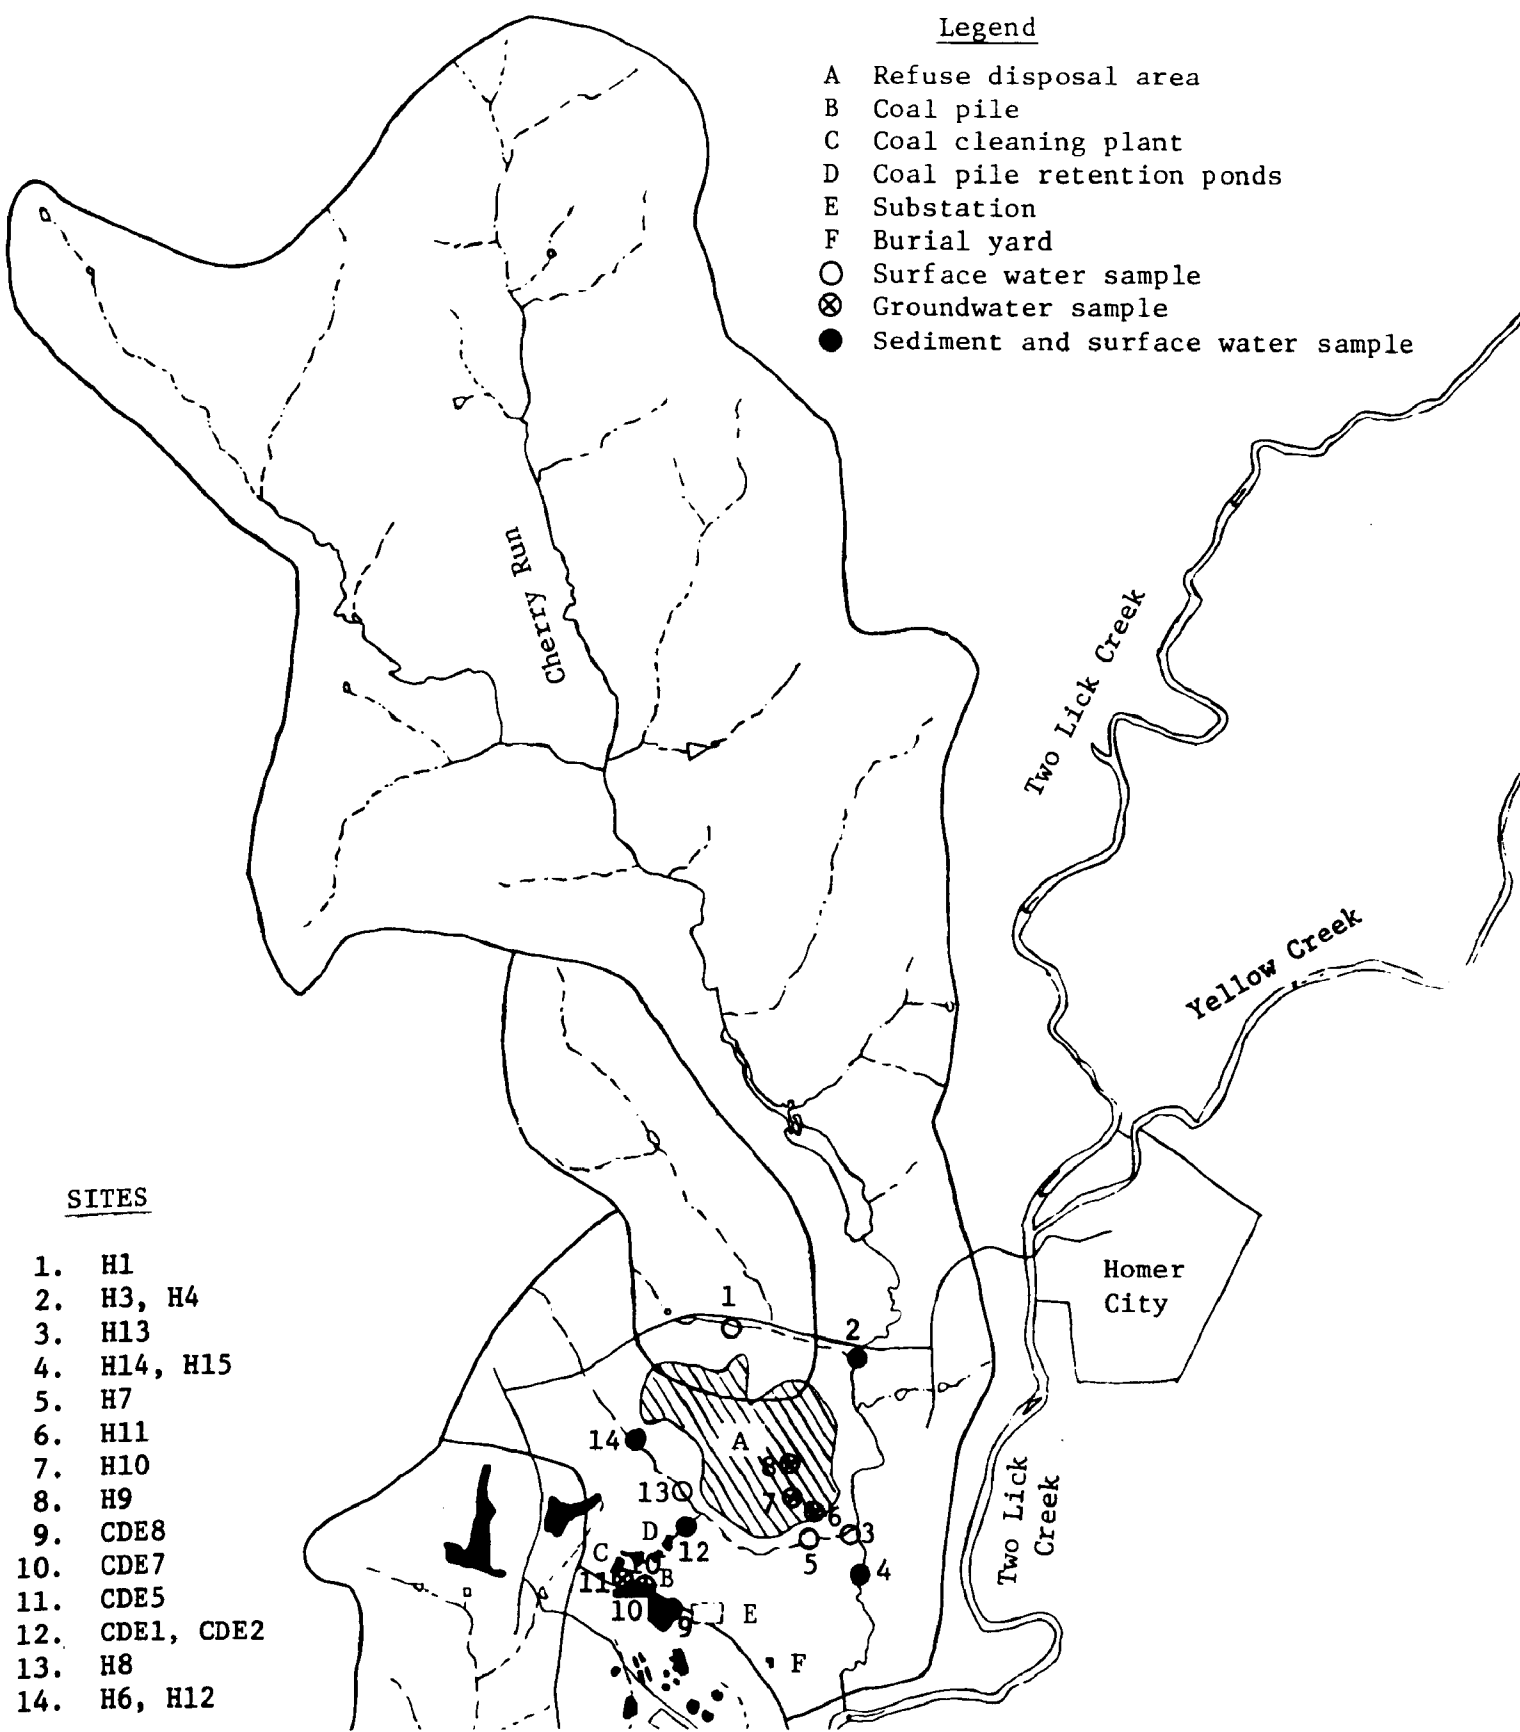 Legend
A Refuse disposal area
B Coal pile
C Coal cleaning plant
D Coal pile retention ponds
E Substation
F Burial yard
Surface water sample
Groundwater sample
Sediment and surface water sample
Cherry Run
Two Lick Creek
Yellow Creek
SITES
1. H1
2. H3, H4
3. H13
4. H14, H15
5. H7
6. H11
7. H10
8. H9
9. CDE8
10. CDE7
11. CDE5
12. CDE1, CDE2
13. H8
14. H6, H12
Homer
City
1
2
14
A
8
13
7
6
3
D
12
5
4
C
11
B
10
9
E
F
Two Lick
Creek